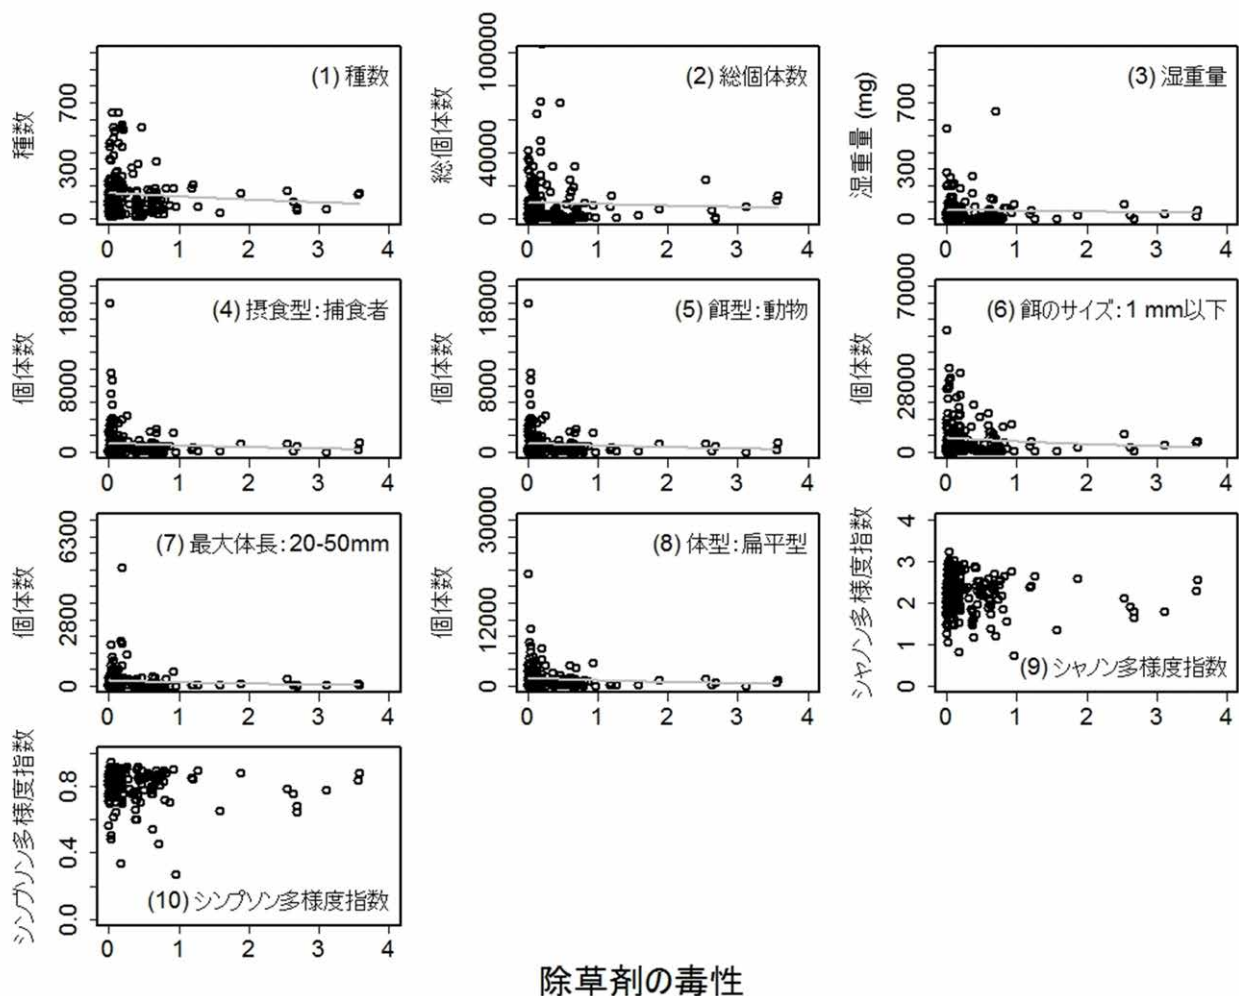 (1) 種数
種数
0 300 700
0 1 2 3 4
(2) 総個体数
総個体数
0 40000 100000
0 1 2 3 4
(3) 湿重量
湿重量 (mg)
0 300 700
0 1 2 3 4
(4) 摂食型:捕食者
個体数
0 8000 18000
0 1 2 3 4
(5) 餌型:動物
個体数
0 8000 18000
0 1 2 3 4
(6) 餌のサイズ:1 mm以下
個体数
0 28000 70000
0 1 2 3 4
(7) 最大体長:20-50mm
個体数
0 2800 6300
0 1 2 3 4
(8) 体型:扁平型
個体数
0 12000 30000
0 1 2 3 4
(9) シャノン多様度指数
シャノン多様度指数
0 1 2 3 4
0 1 2 3 4
(10) シンプソン多様度指数
シンプソン多様度指数
0.0 0.4 0.8
0 1 2 3 4
除草剤の毒性